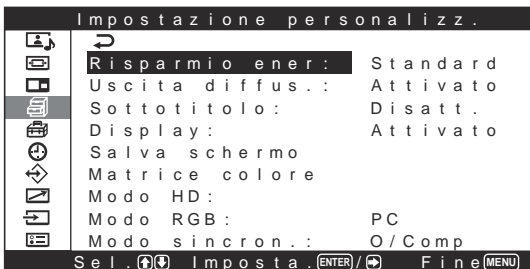 Impostazione personalizz.
Risparmio ener: Standard
Uscita diffus.: Attivato
Sottotitolo: Disatt.
Display: Attivato
Salva schermo
Matrice colore
Modo HD:
Modo RGB: PC
Modo sincron.: O/Comp
Sel. Imposta. ENTER / Fine MENU